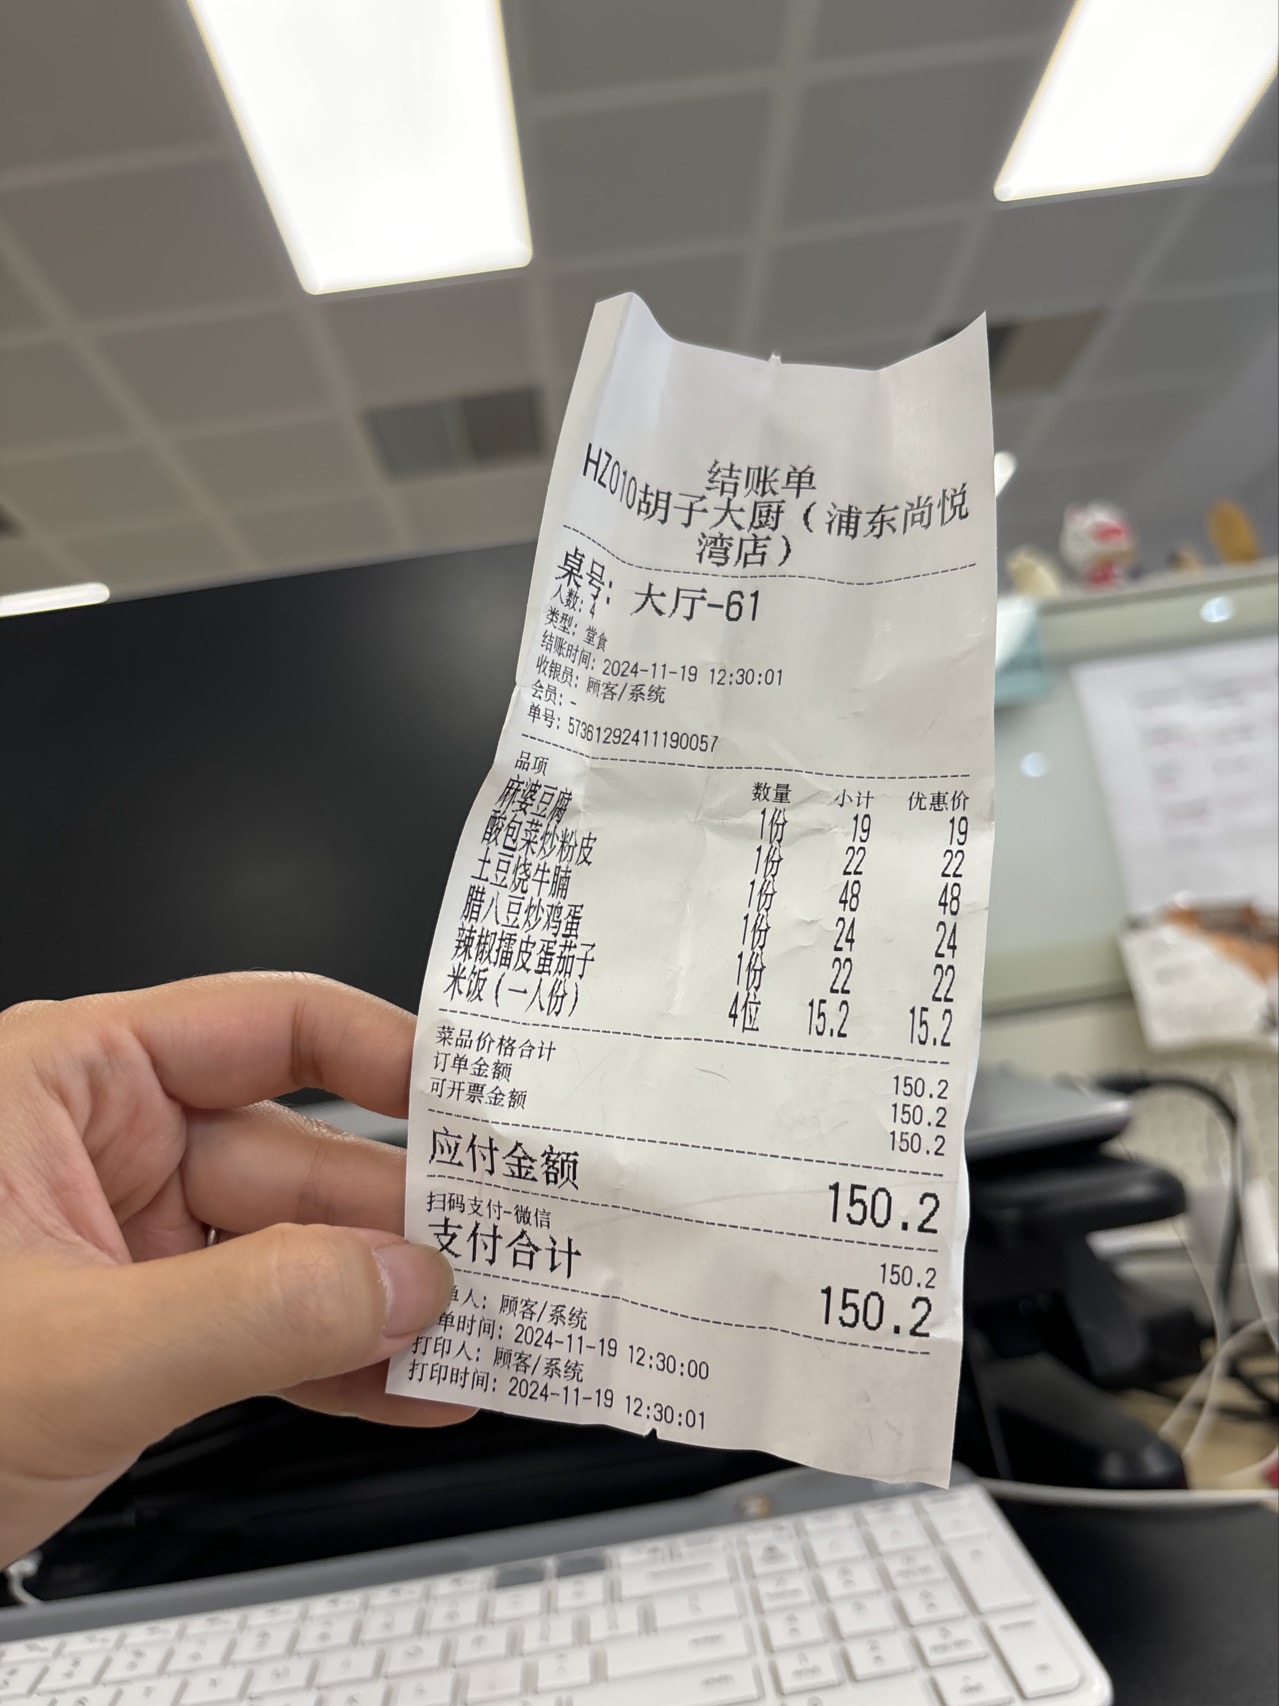 结账单
HZ010胡子大厨（浦东尚悦
湾店）
桌号：大厅-61
人数：4
类型：堂食
结账时间：2024-11-19 12:30:01
收银员：顾客/系统
会员：-
单号：57361292411190057
品项 数量 小计 优惠价
麻婆豆腐 1份 19 19
酸包菜炒粉皮 1份 22 22
土豆烧牛腩 1份 48 48
腊八豆炒鸡蛋 1份 24 24
辣椒擂皮蛋茄子 1份 22 22
米饭（一人份） 4位 15.2 15.2
菜品价格合计 150.2
订单金额 150.2
可开票金额 150.2
应付金额 150.2
扫码支付-微信 150.2
支付合计 150.2
单人：顾客/系统
单时间：2024-11-19 12:30:00
打印人：顾客/系统
打印时间：2024-11-19 12:30:01